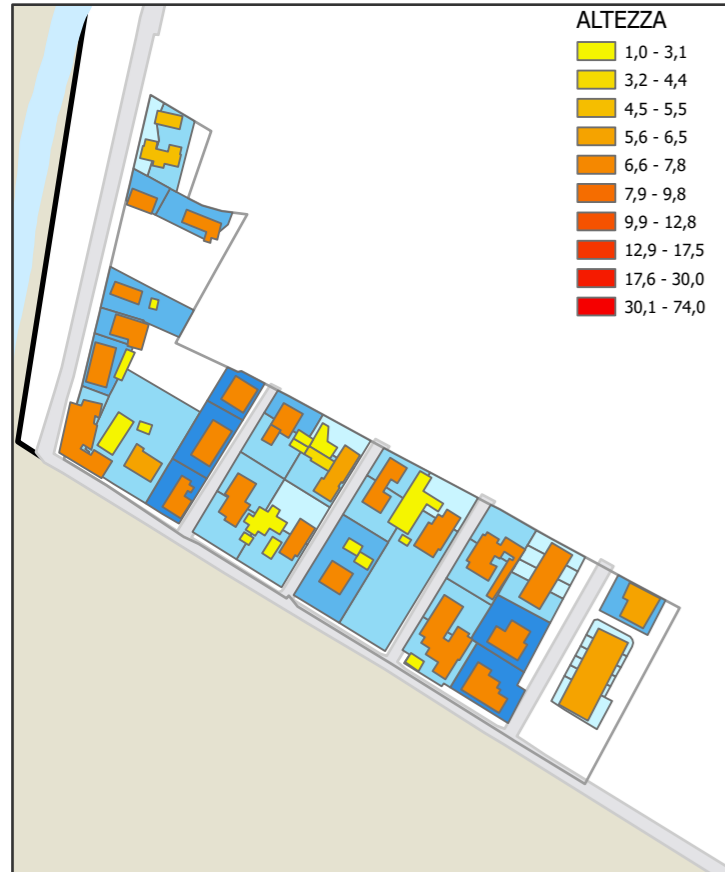 ALTEZZA
1,0 - 3,1
3,2 - 4,4
4,5 - 5,5
5,6 - 6,5
6,6 - 7,8
7,9 - 9,8
9,9 - 12,8
12,9 - 17,5
17,6 - 30,0
30,1 - 74,0